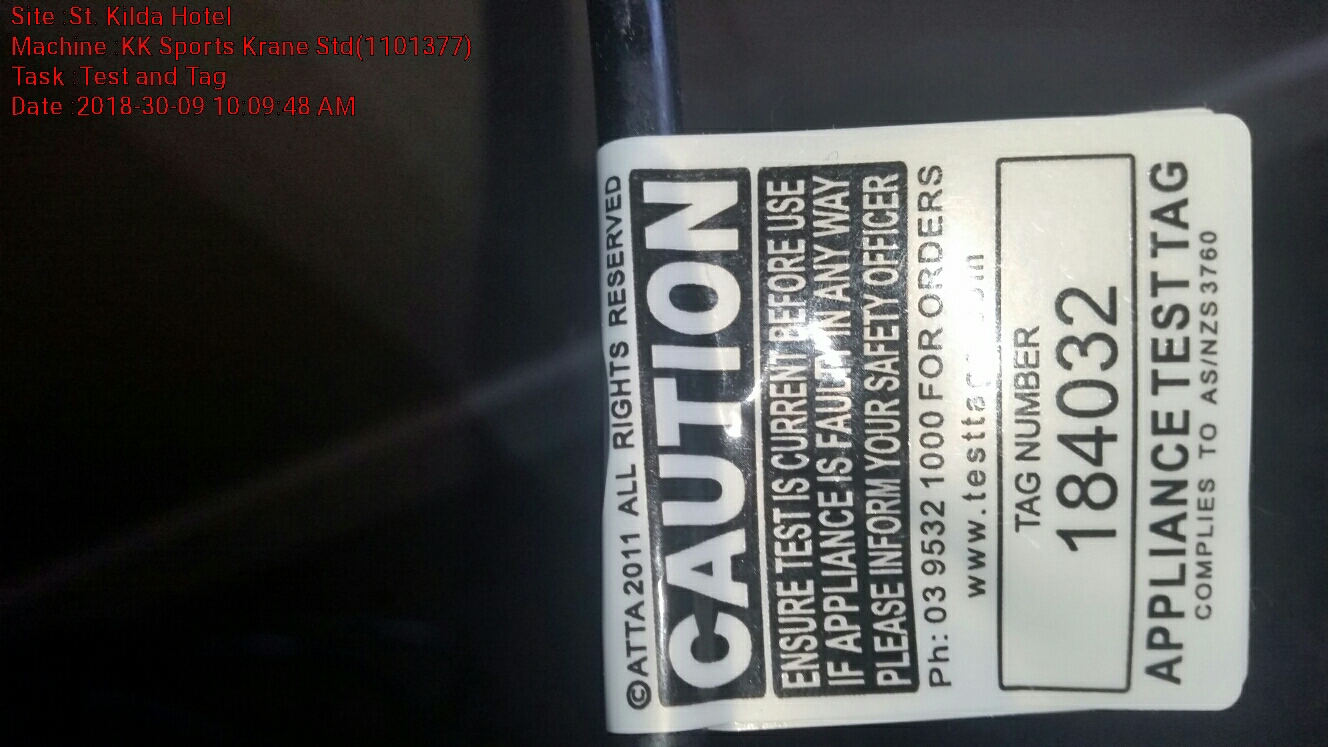 Site :St. Kilda Hotel
Machine :KK Sports Krane Std(1101377)
Task :Test and Tag
Date :2018-30-09 10:09:48 AM
©ATTA 2011 ALL RIGHTS RESERVED
CAUTION
ENSURE TEST IS CURRENT BEFORE USE
IF APPLIANCE IS FAULTY IN ANY WAY
PLEASE INFORM YOUR SAFETY OFFICER
Ph: 03 9532 1000 FOR ORDERS
TAG NUMBER
184032
APPLIANCE TEST TAG
COMPLIES TO AS/NZS3760